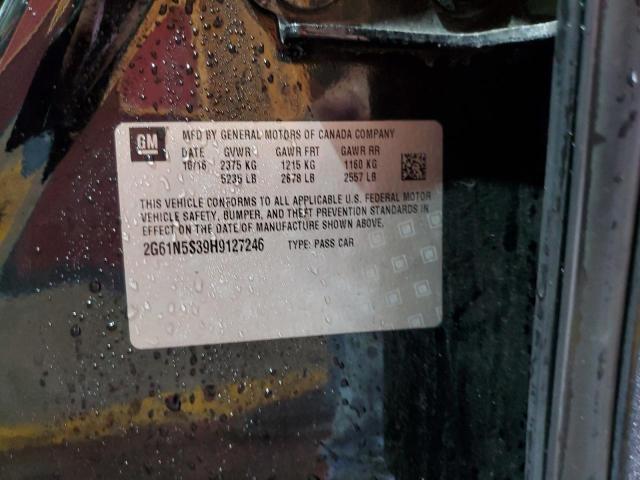 GM
MFD BY GENERAL MOTORS OF CANADA COMPANY
DATE GVWR GAWR FRT GAWR RR
10/16 2375 KG 1215 KG 1160 KG
5235 LB 2678 LB 2557 LB
THIS VEHICLE CONFORMS TO ALL APPLICABLE U.S. FEDERAL MOTOR
VEHICLE SAFETY, BUMPER, AND THEFT PREVENTION STANDARDS IN
EFFECT ON THE DATE OF MANUFACTURE SHOWN ABOVE.
2G61N5S39H9127246 TYPE: PASS CAR